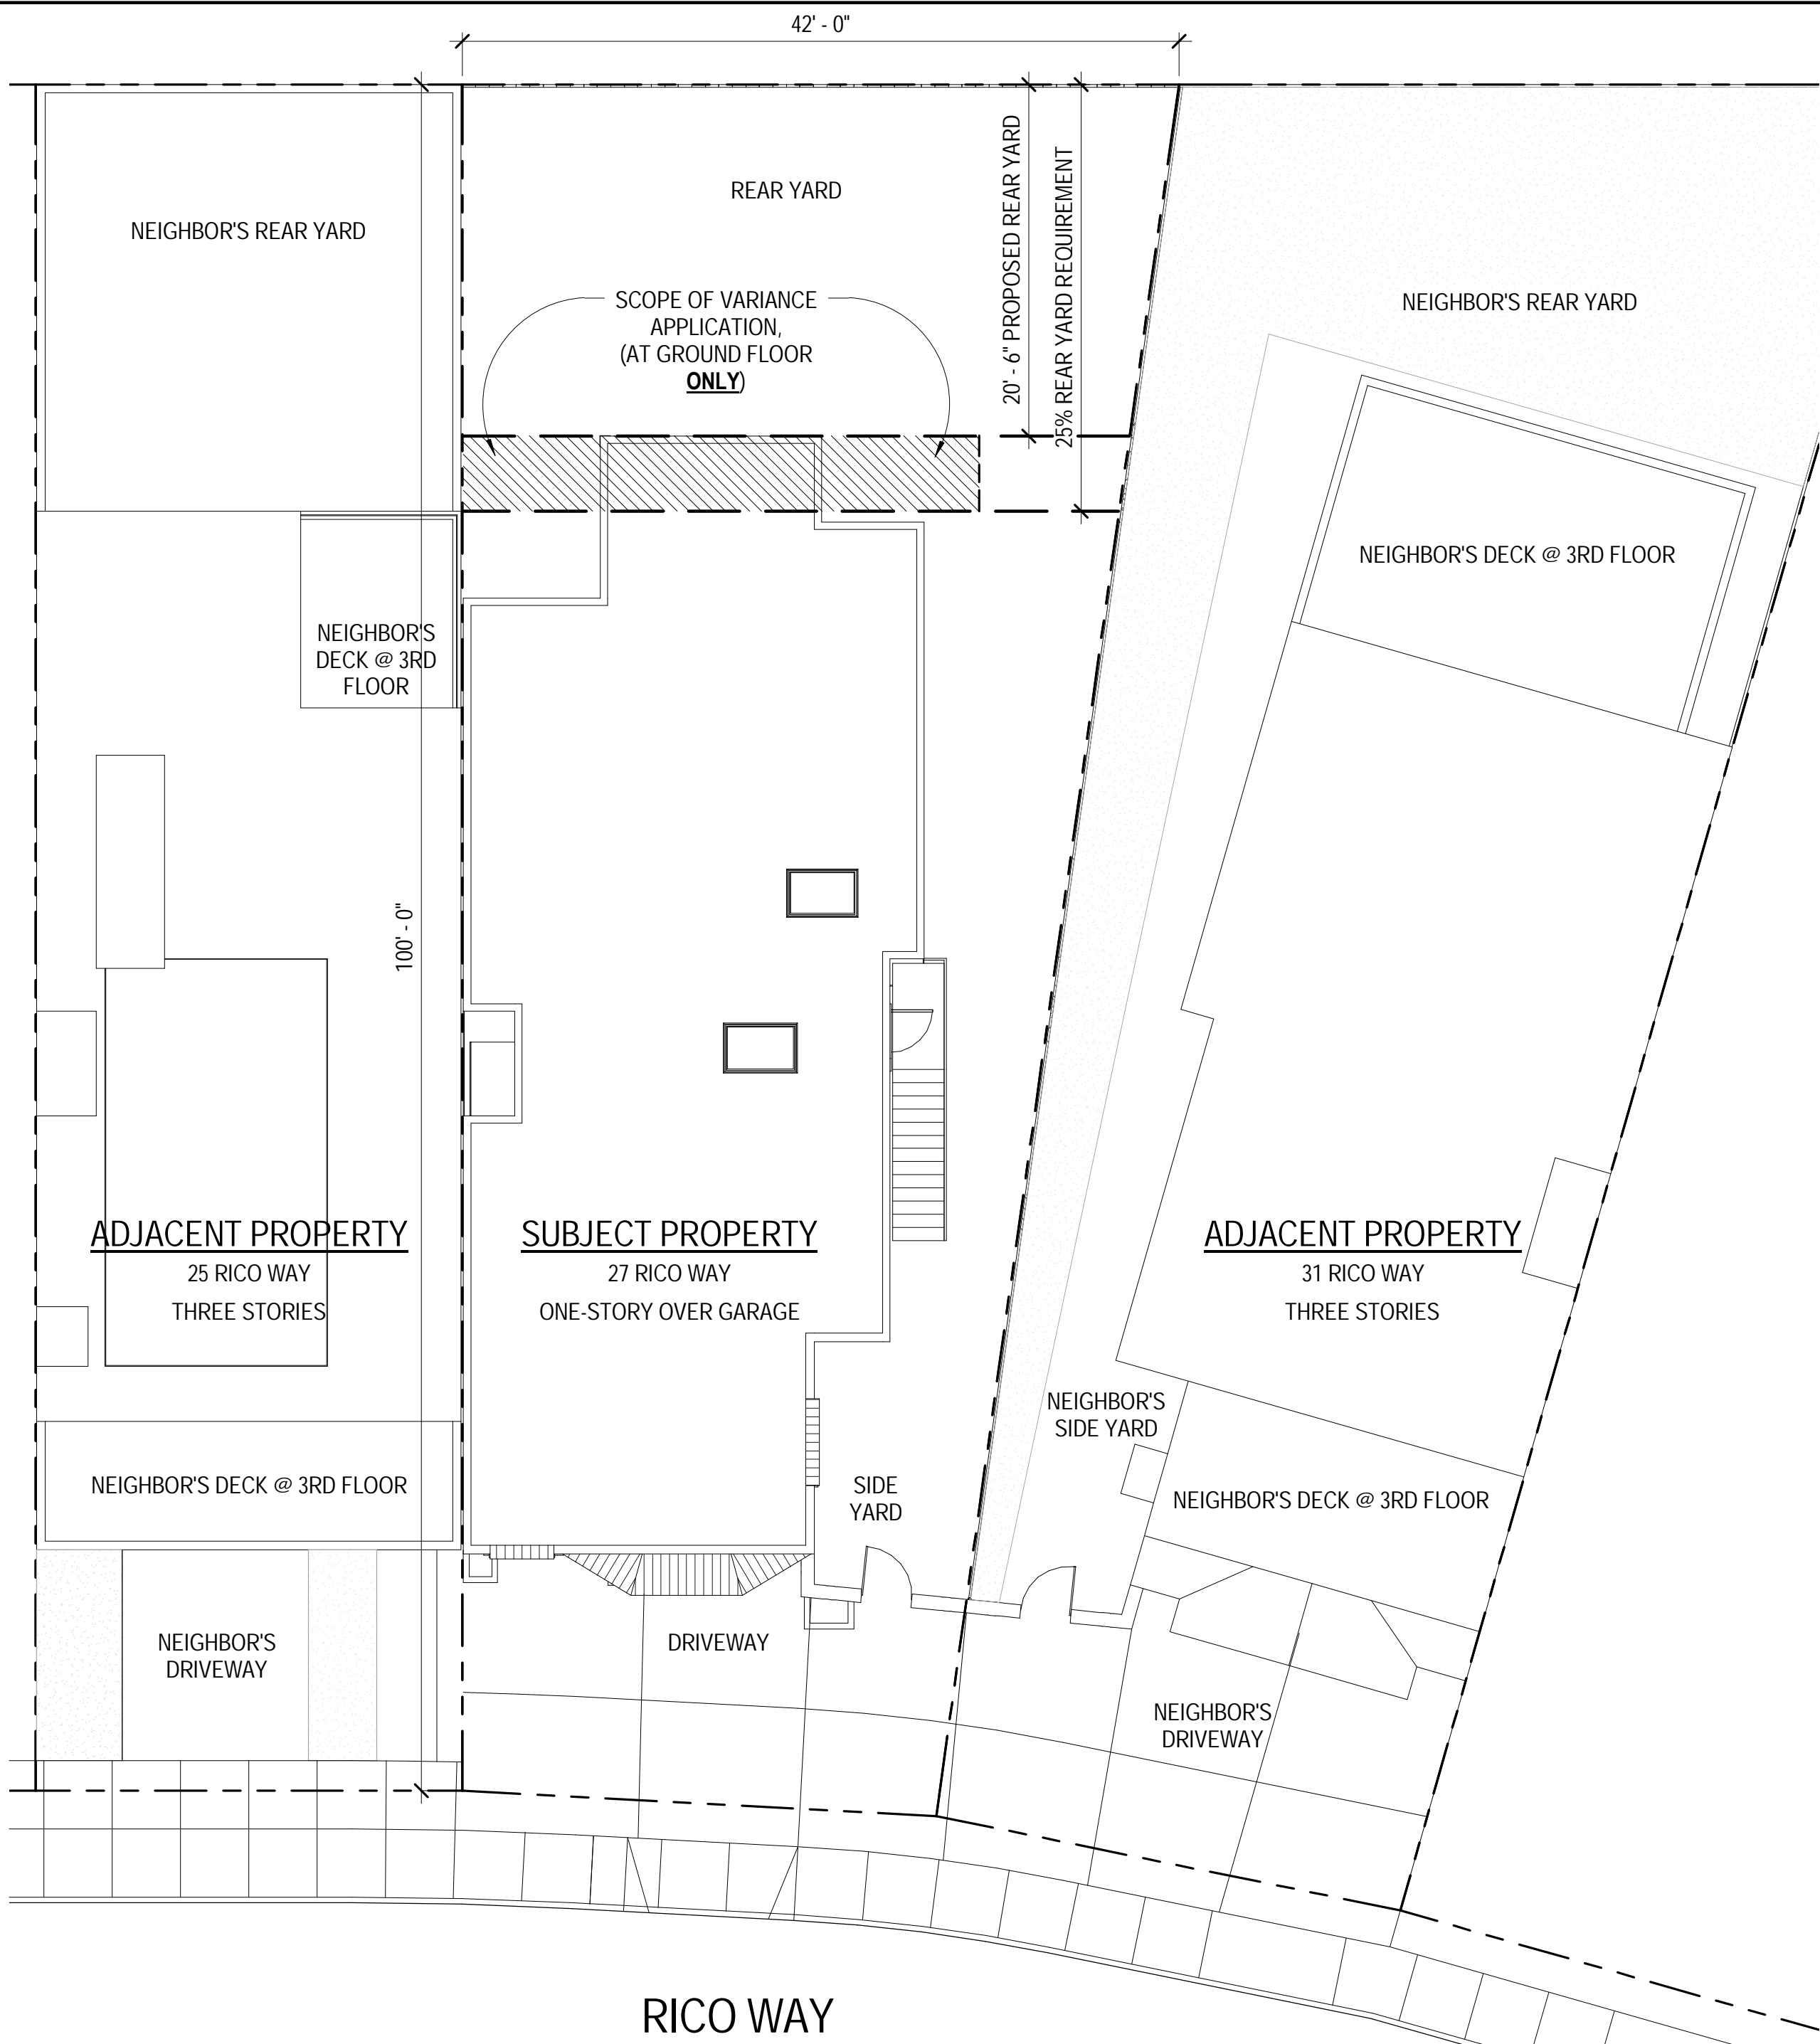 42' - 0"
20' - 6" PROPOSED REAR YARD
25% REAR YARD REQUIREMENT
REAR YARD
NEIGHBOR'S REAR YARD
SCOPE OF VARIANCE
APPLICATION,
(AT GROUND FLOOR
ONLY)
NEIGHBOR'S REAR YARD
NEIGHBOR'S DECK @ 3RD FLOOR
NEIGHBOR'S
DECK @ 3RD
FLOOR
100' - 0"
ADJACENT PROPERTY
25 RICO WAY
THREE STORIES
SUBJECT PROPERTY
27 RICO WAY
ONE-STORY OVER GARAGE
ADJACENT PROPERTY
31 RICO WAY
THREE STORIES
NEIGHBOR'S
SIDE YARD
NEIGHBOR'S DECK @ 3RD FLOOR
SIDE
YARD
NEIGHBOR'S DECK @ 3RD FLOOR
NEIGHBOR'S
DRIVEWAY
DRIVEWAY
NEIGHBOR'S
DRIVEWAY
RICO WAY